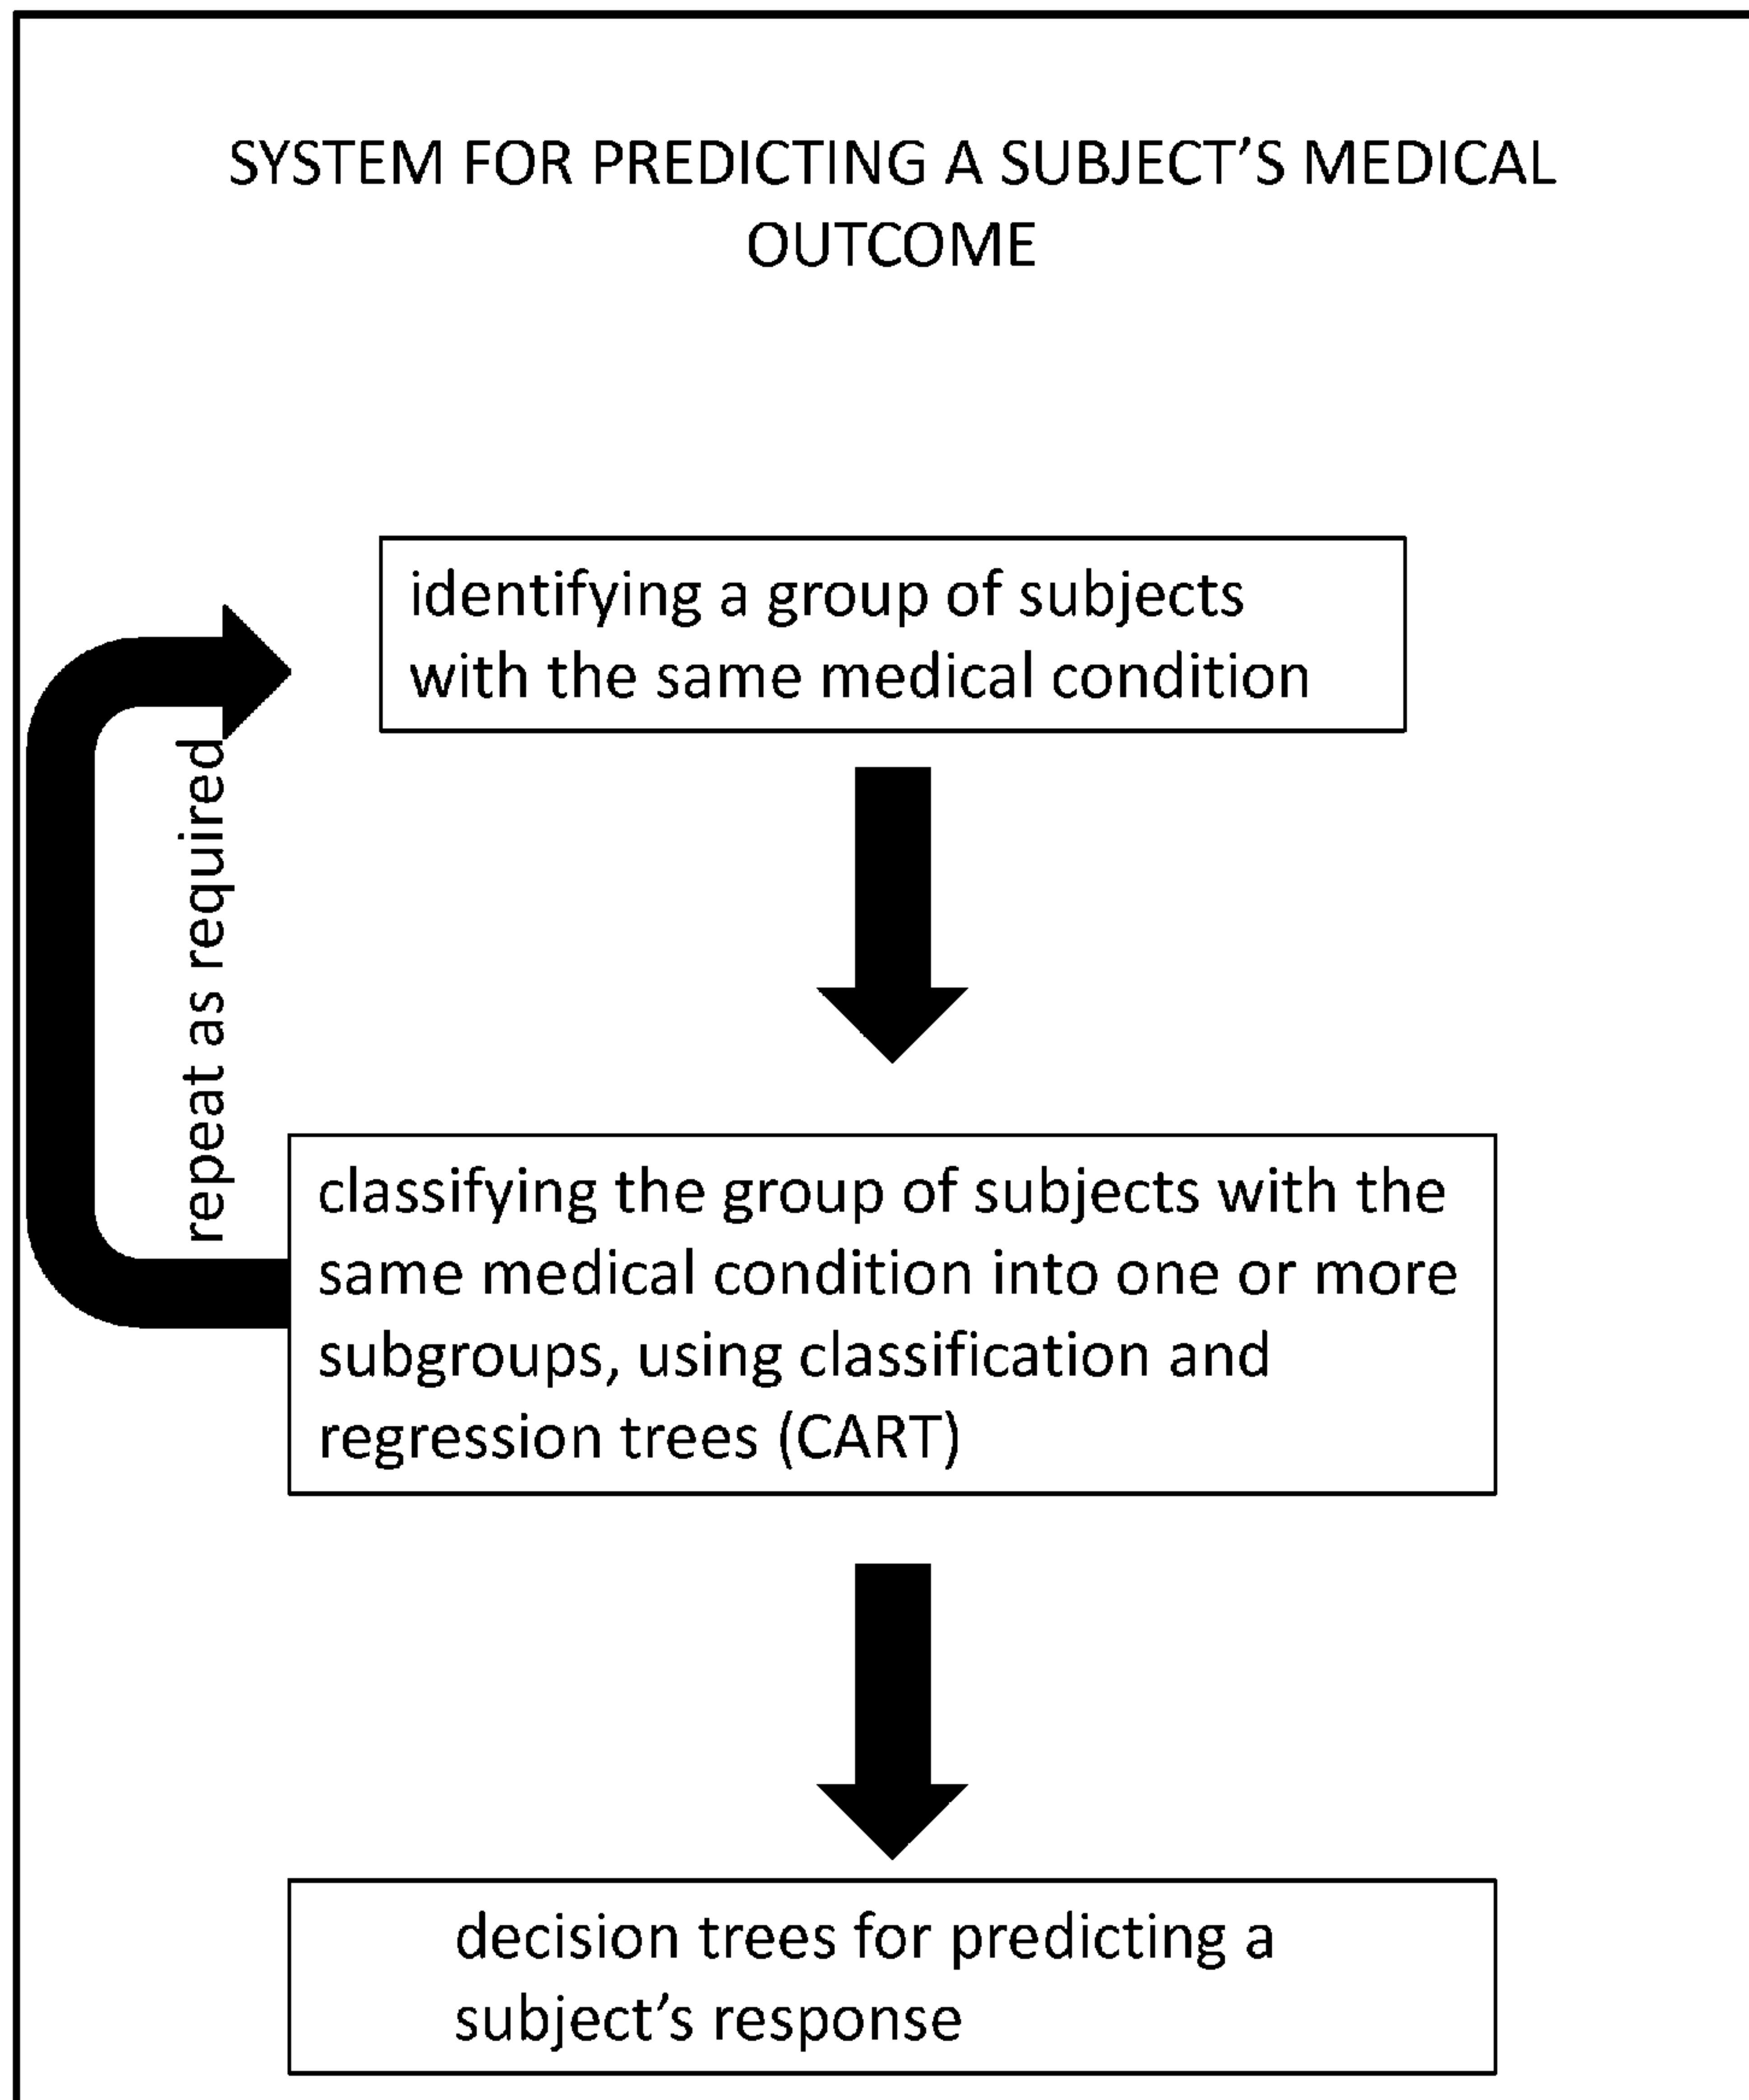 SYSTEM FOR PREDICTING A SUBJECT’S MEDICAL
OUTCOME
identifying a group of subjects
with the same medical condition
repeat as required
classifying the group of subjects with the
same medical condition into one or more
subgroups, using classification and
regression trees (CART)
decision trees for predicting a
subject’s response